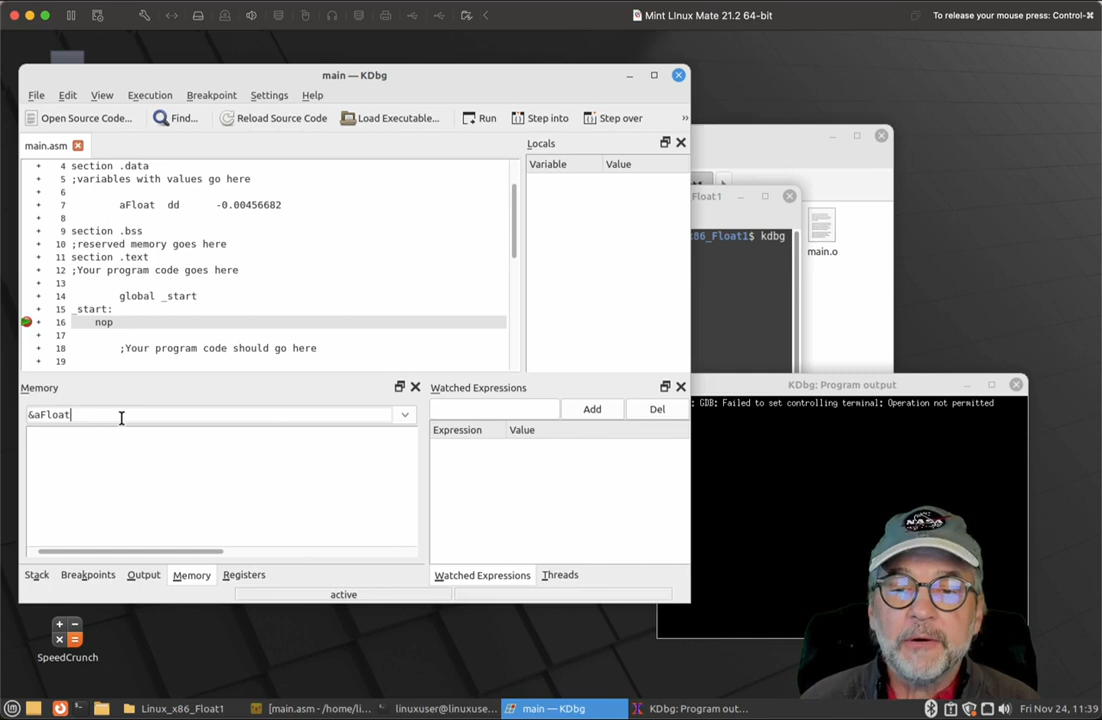 Mint LInux Mate 21.2 64-bit
To release your mouse press: Control-⌘
main — KDbg
File Edit View Execution Breakpoint Settings Help
Open Source Code... Find... Reload Source Code Load Executable... Run Step into Step over »
main.asm
4 section .data
5 ;variables with values go here
6
7 aFloat dd -0.00456682
8
9 section .bss
10 ;reserved memory goes here
11 section .text
12 ;Your program code goes here
13
14 global _start
15 _start:
16 nop
17
18 ;Your program code should go here
19
Locals
Variable Value
Float1
x86_Float1$ kdbg
main.o
Memory
&aFloat
Watched Expressions
Add Del
Expression Value
KDbg: Program output
: GDB: Failed to set controlling terminal: Operation not permitted
NASA
Stack Breakpoints Output Memory Registers
Watched Expressions Threads
active
SpeedCrunch
Linux_x86_Float1
[main.asm - /home/li...
linuxuser@linuxuse...
main — KDbg
KDbg: Program out...
Fri Nov 24, 11:39